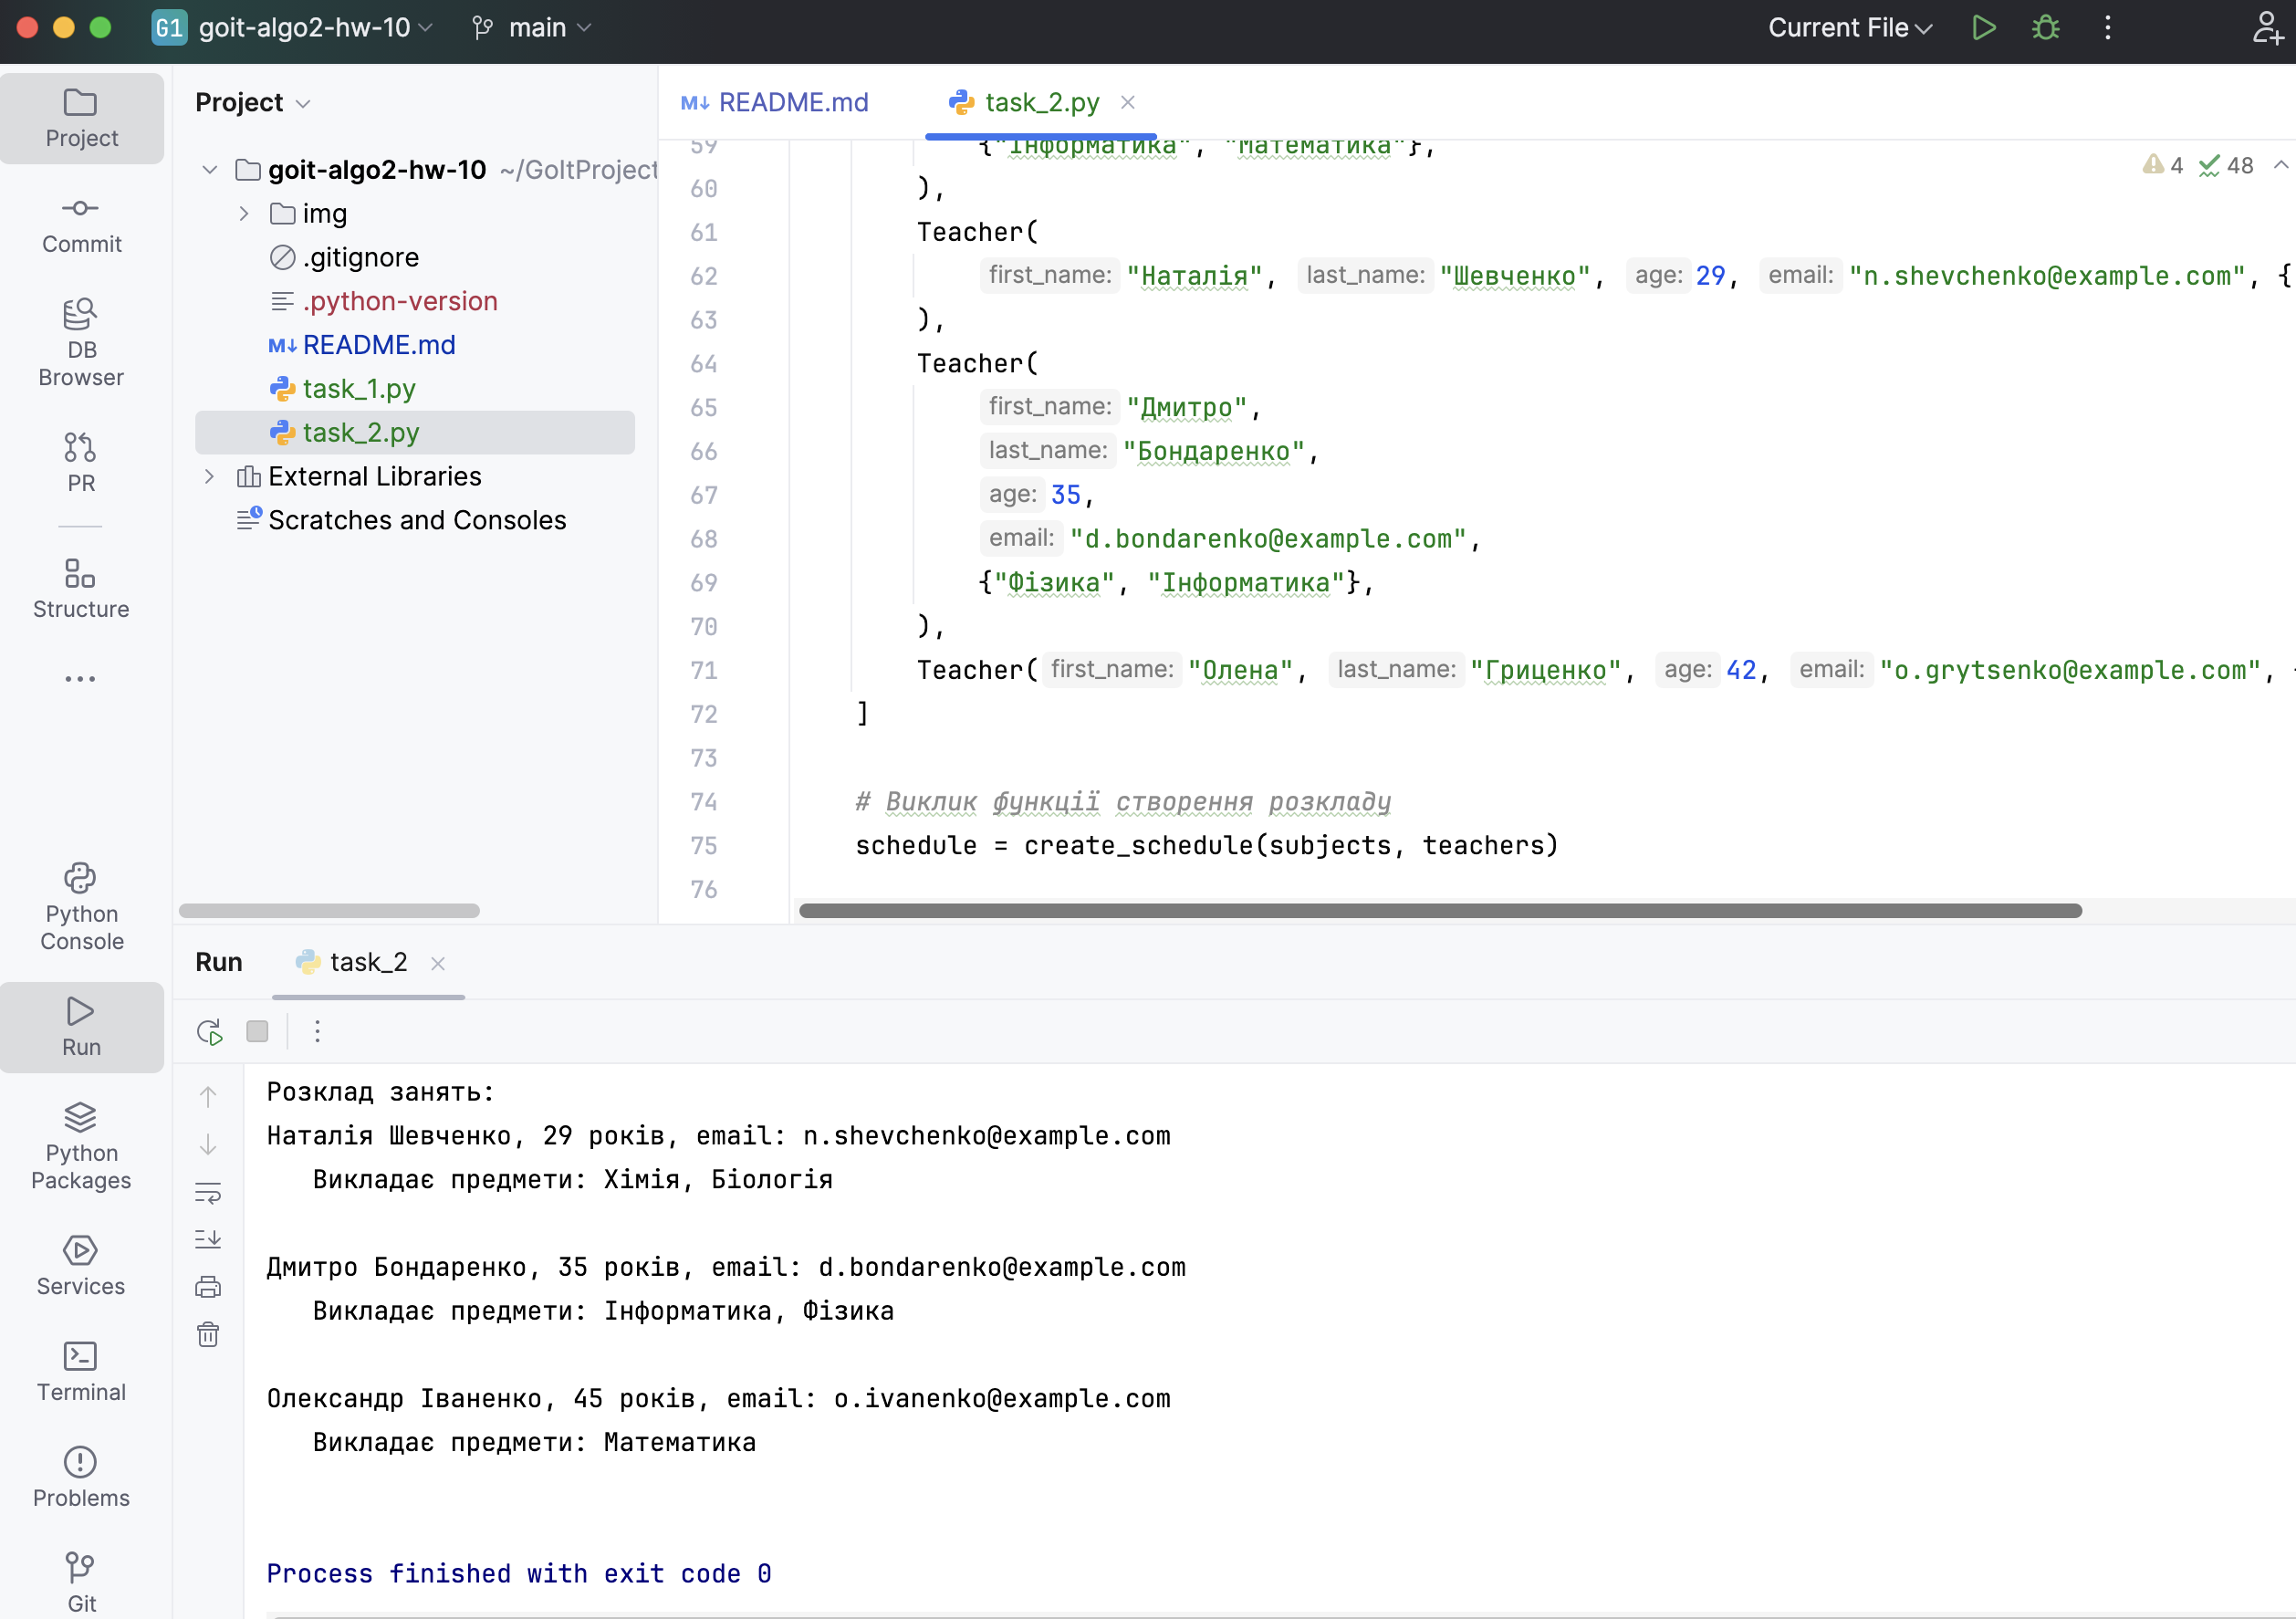 G1 goit-algo2-hw-10 main Current File
Project
Commit
DB Browser
PR
Structure
Python Console
Run
Python Packages
Services
Terminal
Problems
Git
Project
goit-algo2-hw-10 ~/GoItProject
img
.gitignore
.python-version
README.md
task_1.py
task_2.py
External Libraries
Scratches and Consoles
README.md task_2.py
4 48
59 {"Інформатика", "Математика"},
60 ),
61 Teacher(
62 first_name: "Наталія", last_name: "Шевченко", age: 29, email: "n.shevchenko@example.com", {
63 ),
64 Teacher(
65 first_name: "Дмитро",
66 last_name: "Бондаренко",
67 age: 35,
68 email: "d.bondarenko@example.com",
69 {"Фізика", "Інформатика"},
70 ),
71 Teacher( first_name: "Олена", last_name: "Гриценко", age: 42, email: "o.grytsenko@example.com",
72 ]
73
74 # Виклик функції створення розкладу
75 schedule = create_schedule(subjects, teachers)
76
Run task_2
Розклад занять:
Наталія Шевченко, 29 років, email: n.shevchenko@example.com
Викладає предмети: Хімія, Біологія
Дмитро Бондаренко, 35 років, email: d.bondarenko@example.com
Викладає предмети: Інформатика, Фізика
Олександр Іваненко, 45 років, email: o.ivanenko@example.com
Викладає предмети: Математика
Process finished with exit code 0